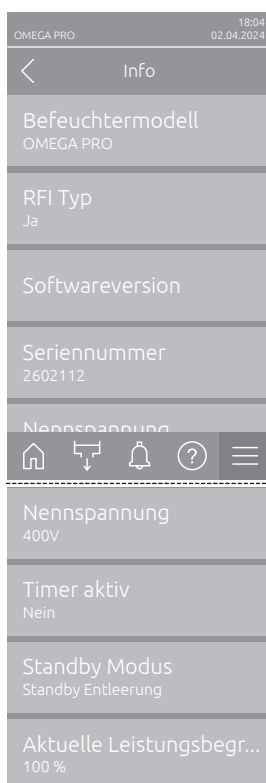 18:04
OMEGA PRO 02.04.2024
Info
Befeuchtermodell
OMEGA PRO
RFI Typ
Ja
Softwareversion
Seriennummer
2602112
Nennspannung
?
Nennspannung
400V
Timer aktiv
Nein
Standby Modus
Standby Entleerung
Aktuelle Leistungsbegr...
100 %